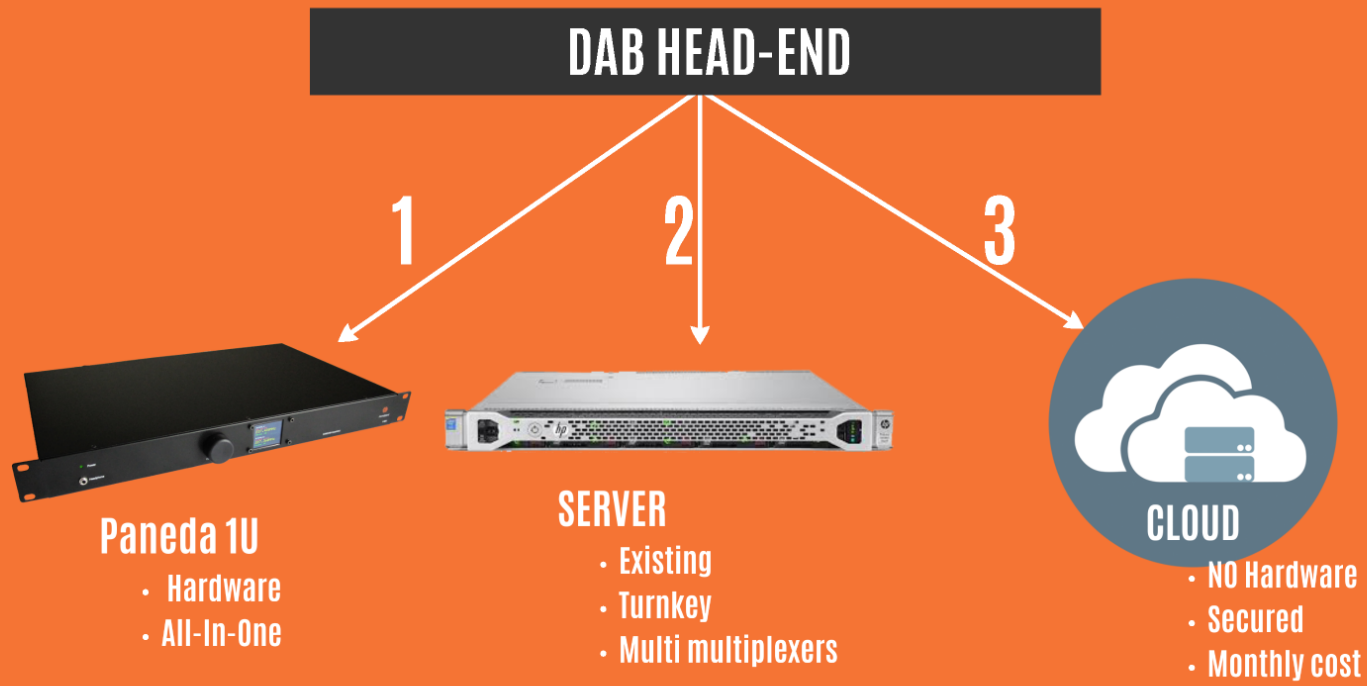 DAB HEAD-END
1
2
3
hp
Paneda 1U
• Hardware
• All-In-One
SERVER
• Existing
• Turnkey
• Multi multiplexers
CLOUD
• NO Hardware
• Secured
• Monthly cost